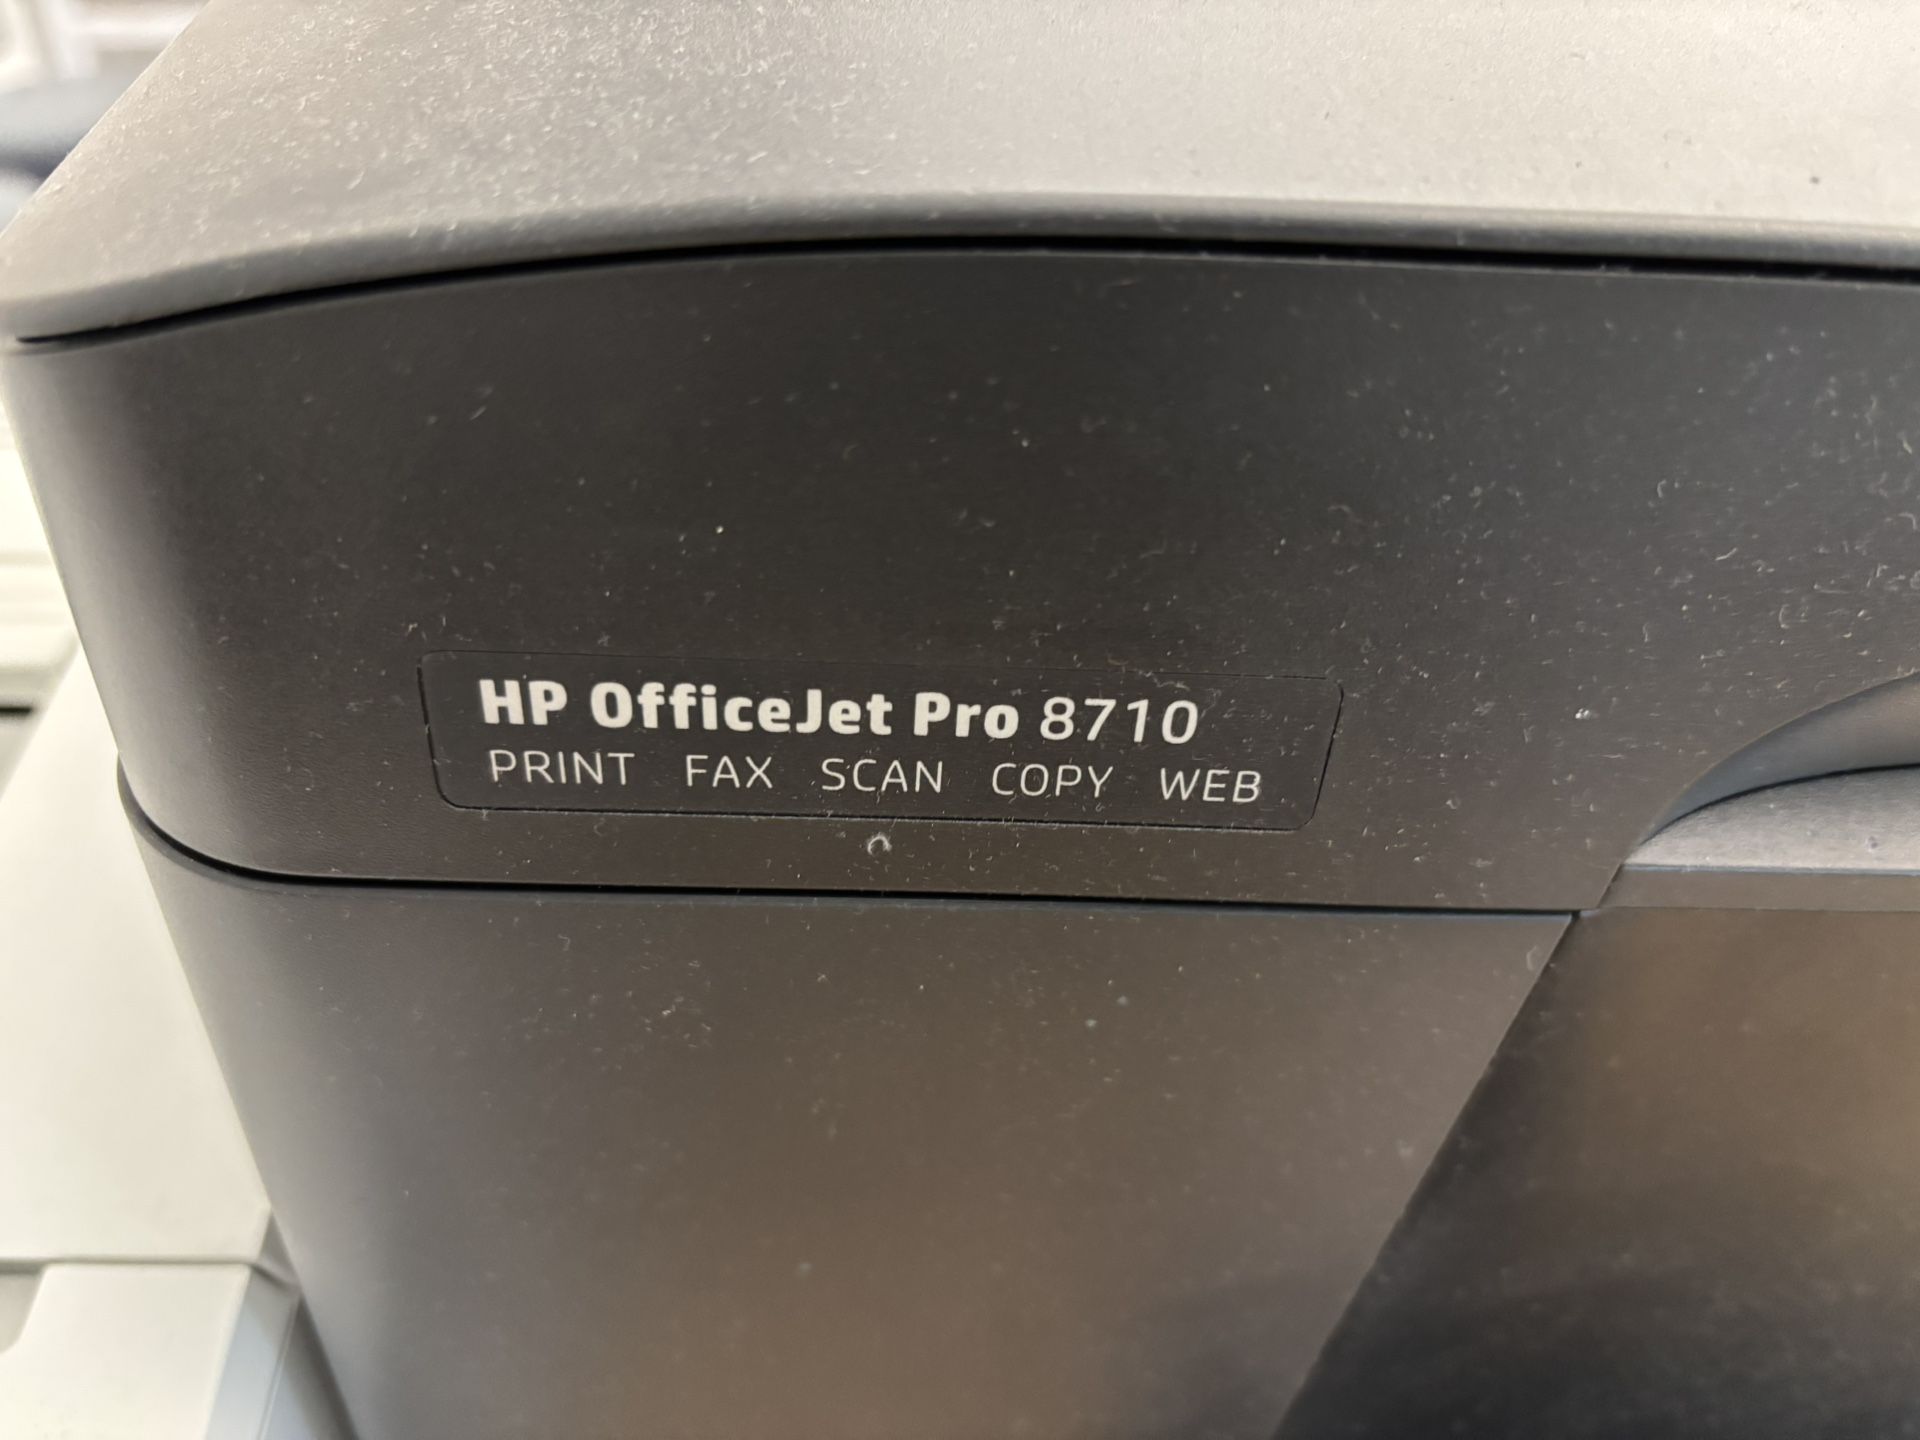 HP OfficeJet Pro 8710
PRINT FAX SCAN COPY WEB